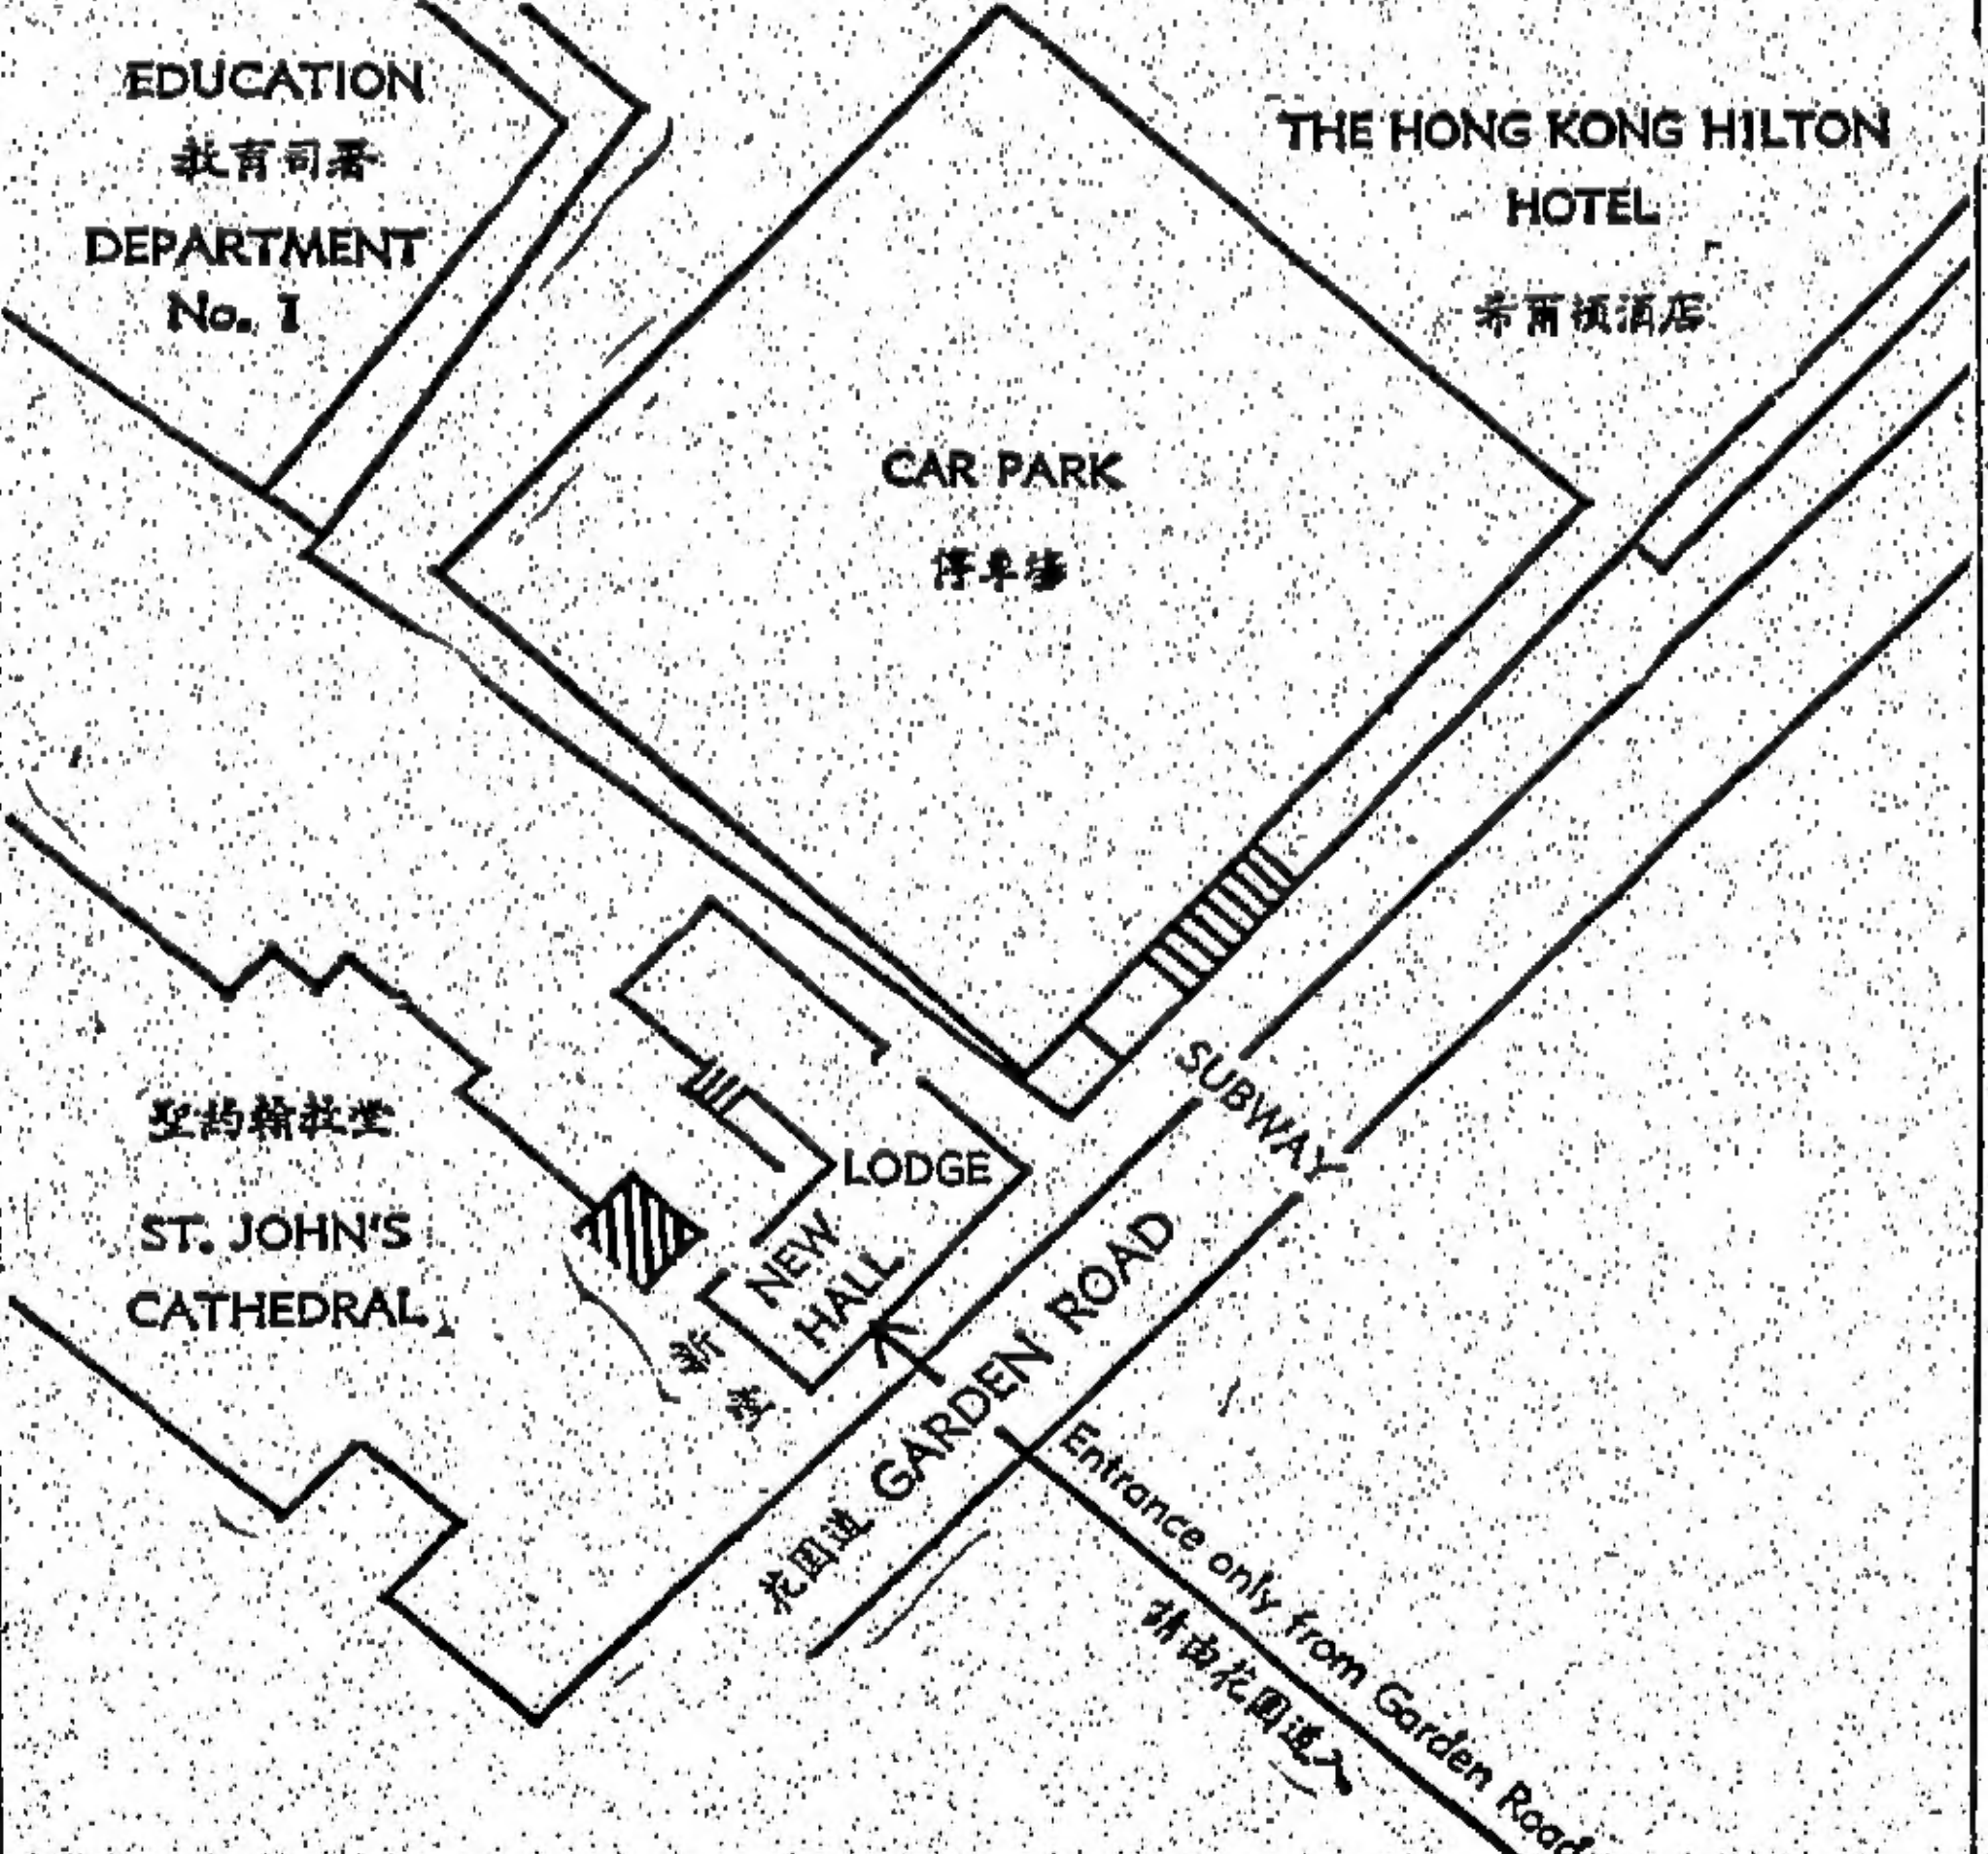 EDUCATION
教育司署
DEPARTMENT
No. 1
THE HONG KONG HILTON
HOTEL
希爾頓酒店
CAR PARK
停車場
SUBWAY
聖約翰教堂
ST. JOHN'S
CATHEDRAL
LODGE
NEW
HALL
新
堂
花園道 GARDEN ROAD
Entrance only from Garden Road
請由花園道入